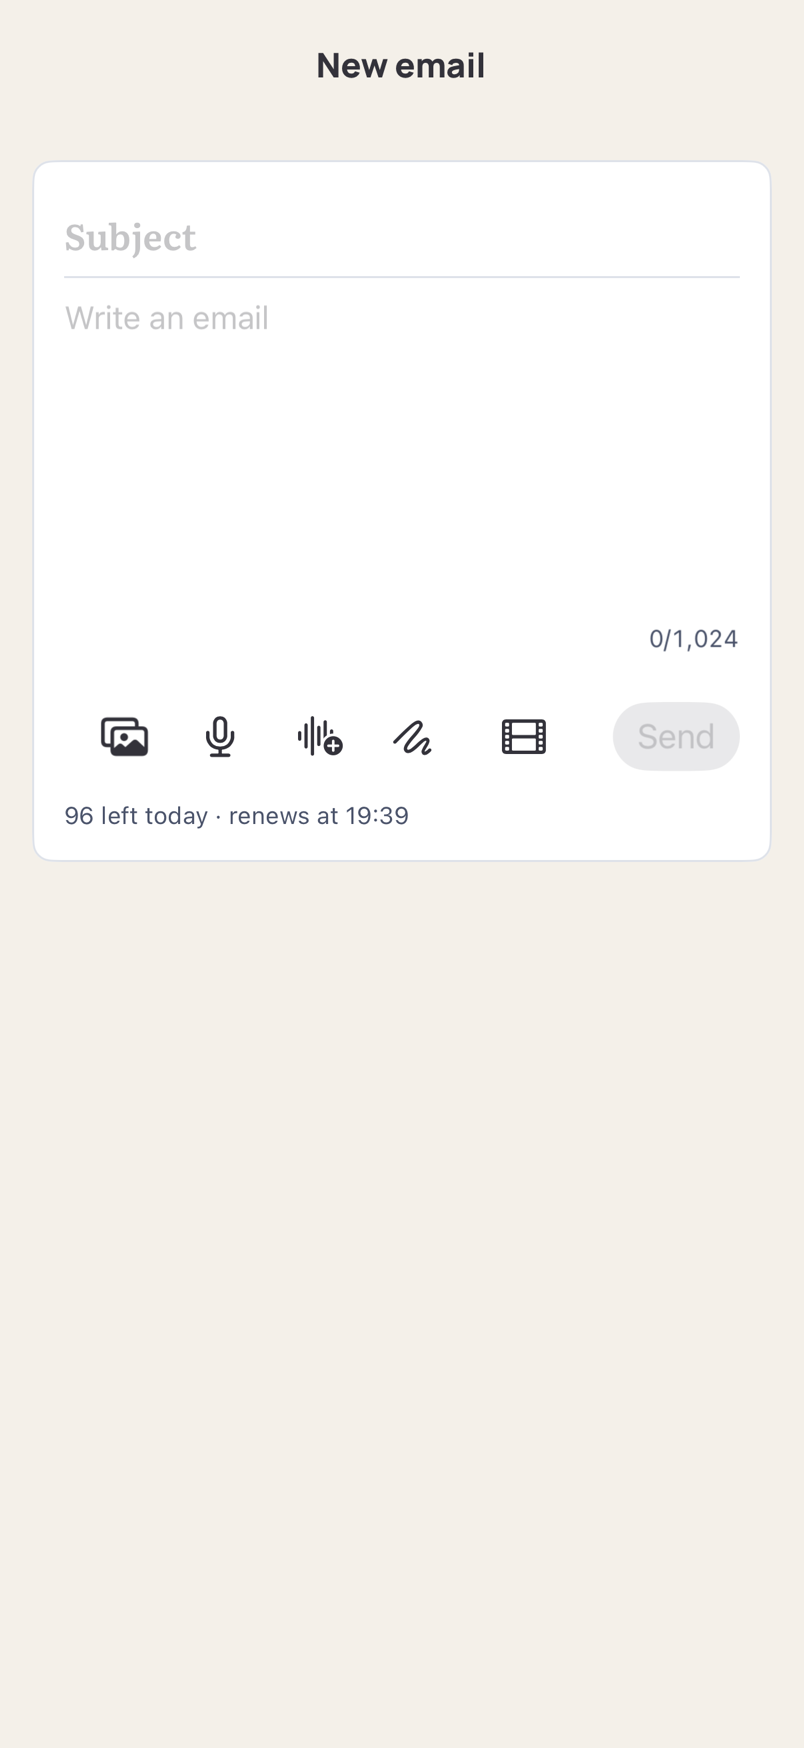 New email
Subject
Write an email
0/1,024
Send
96 left today · renews at 19:39